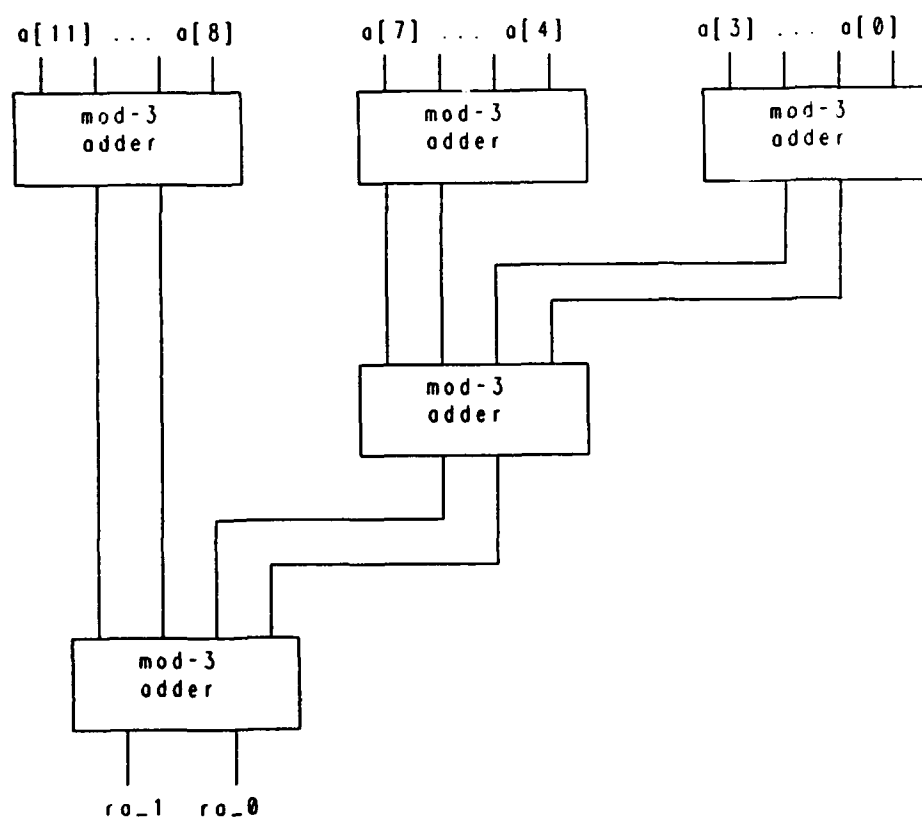 a[11] ... a[8]
a[7] ... a[4]
a[3] ... a[0]
mod-3
adder
mod-3
adder
mod-3
adder
mod-3
adder
mod-3
adder
ra_1
ra_0